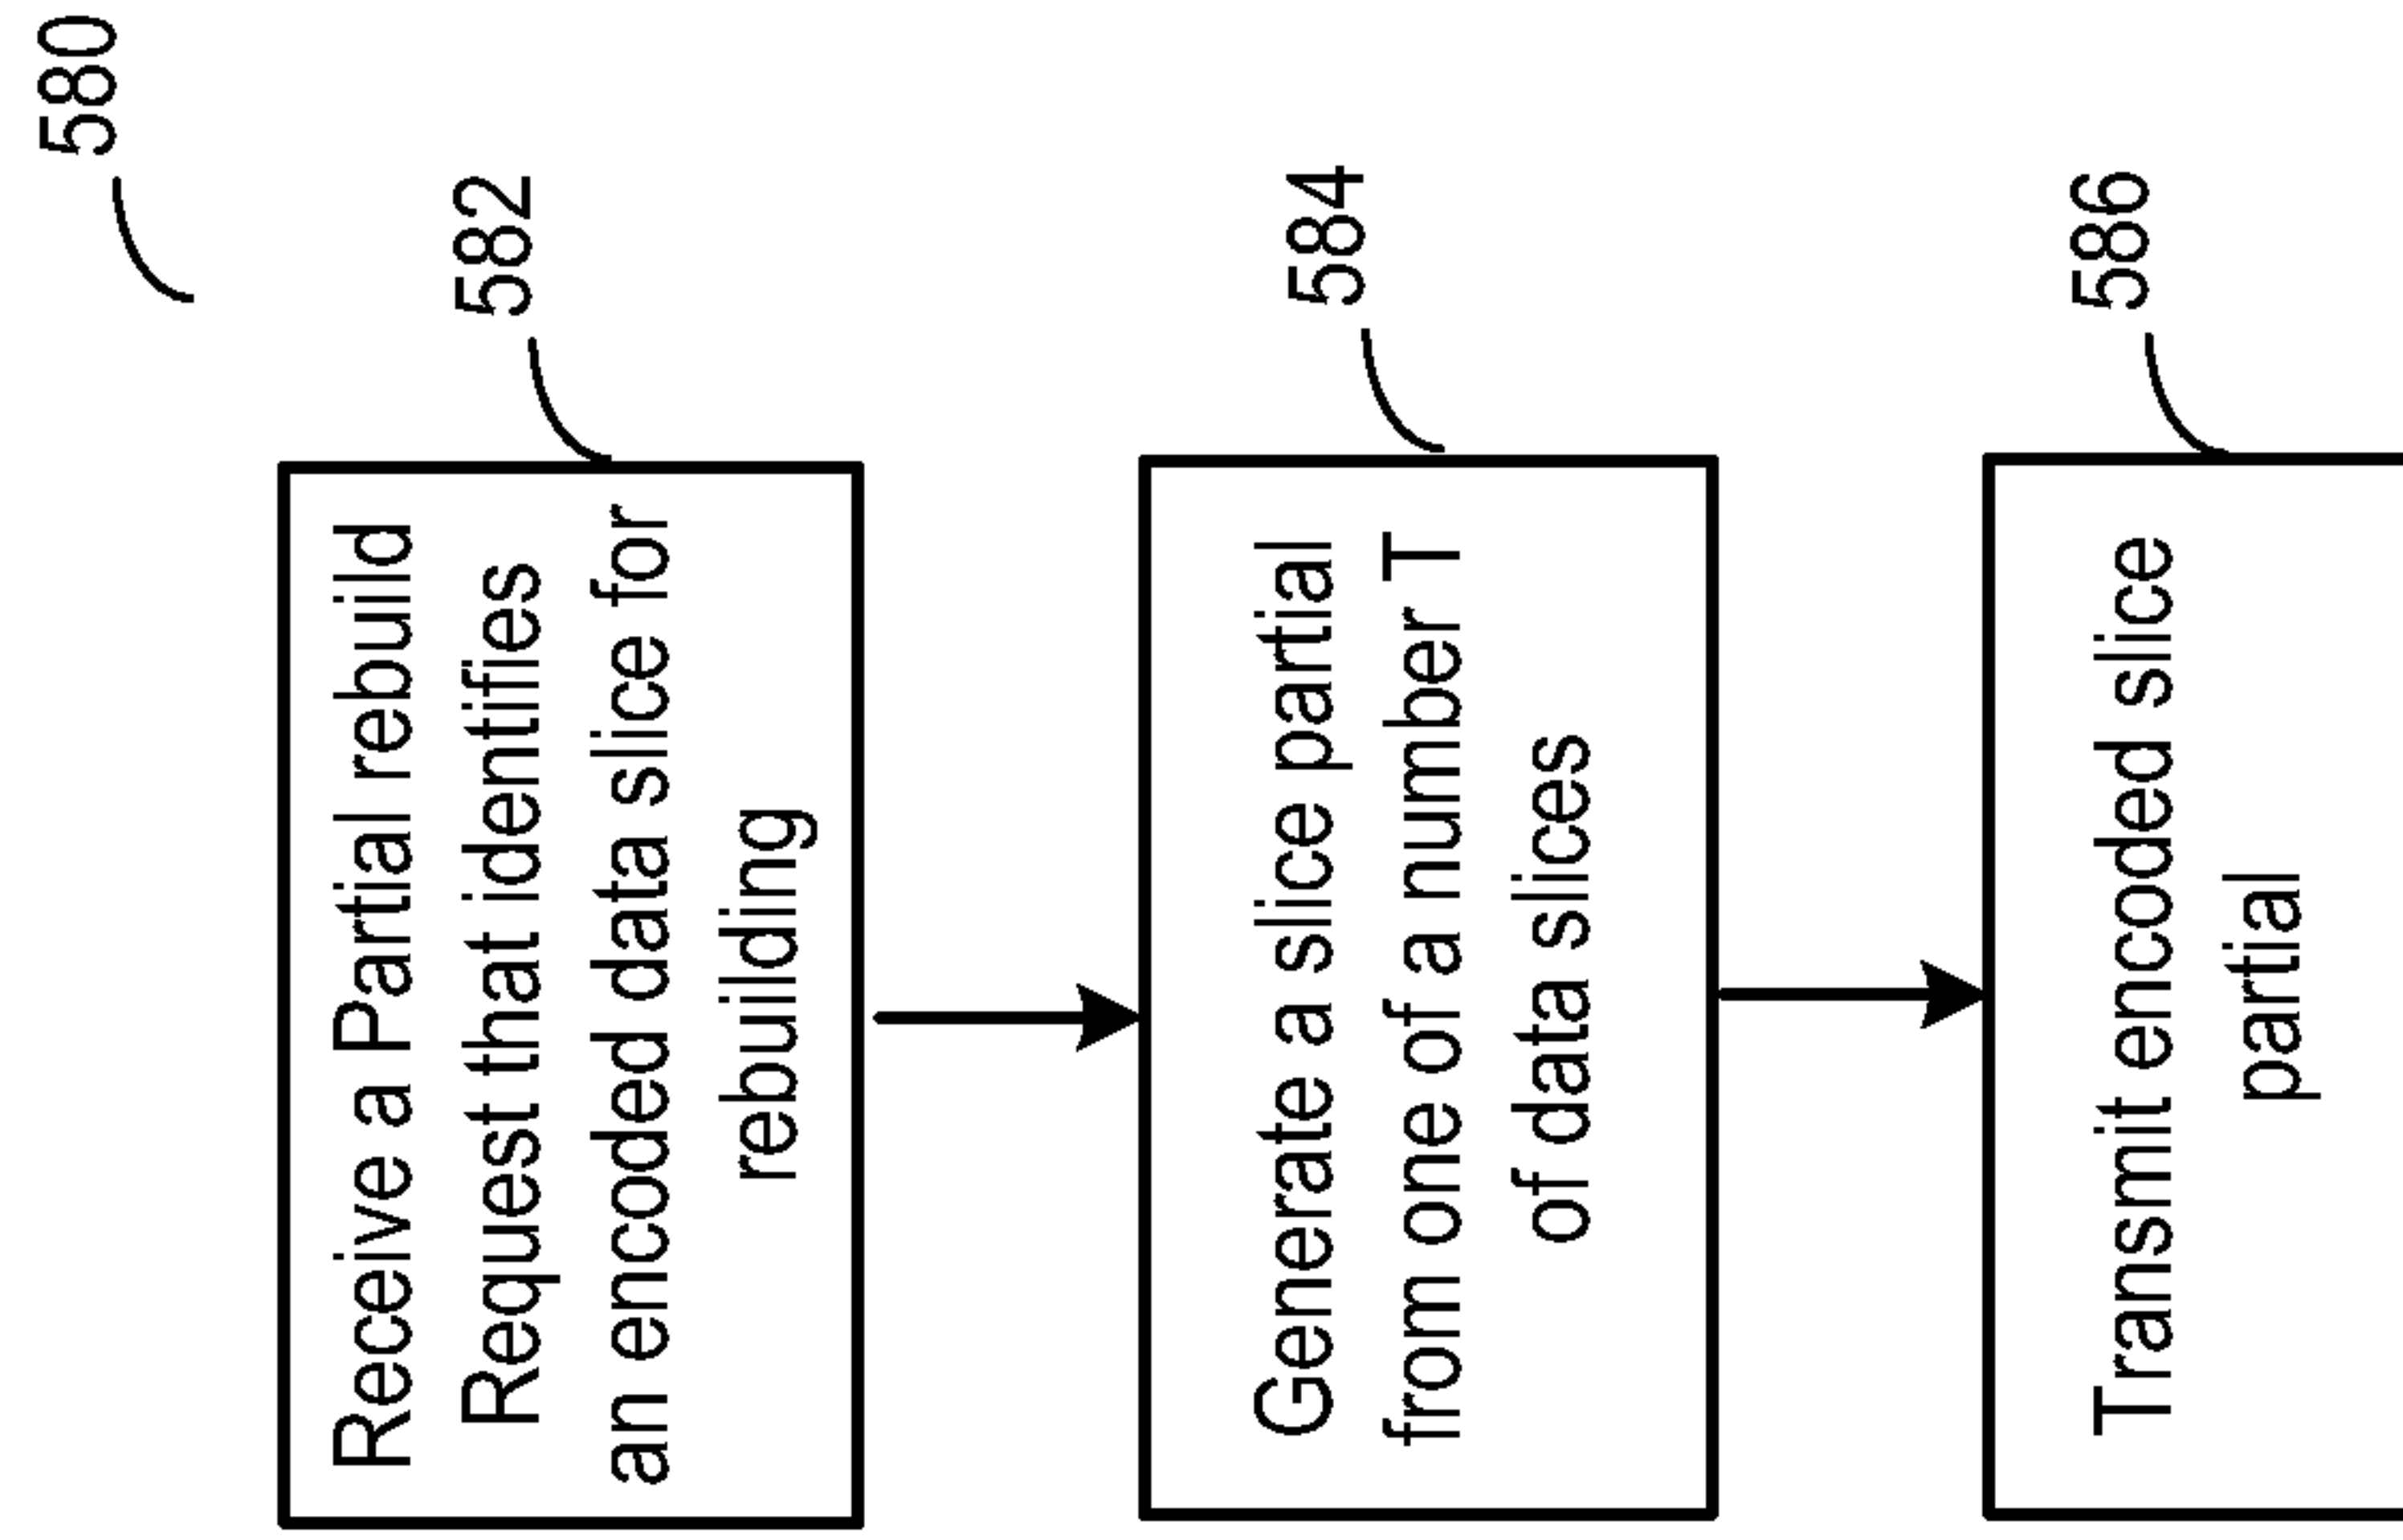 580
582
Receive a Partial rebuild
Request that identifies
an encoded data slice for
rebuilding
584
Generate a slice partial
from one of a number T
of data slices
586
Transmit encoded slice
partial